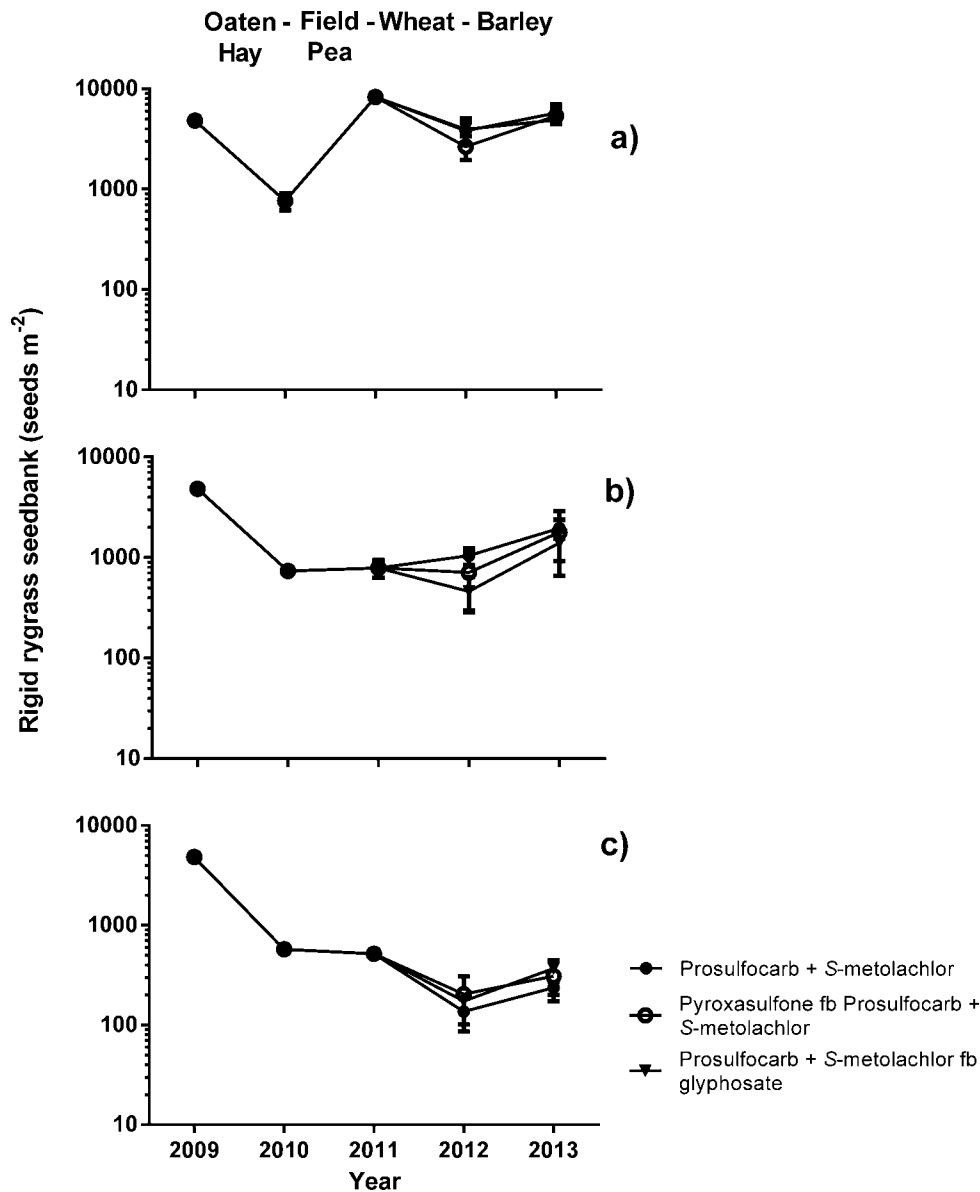 Oaten - Field - Wheat - Barley
Hay Pea
Rigid rygrass seedbank (seeds m-2)
10000
1000
100
10
a)
10000
1000
100
10
b)
10000
1000
100
10
c)
2009 2010 2011 2012 2013
Year
Prosulfocarb + S-metolachlor
Pyroxasulfone fb Prosulfocarb +
S-metolachlor
Prosulfocarb + S-metolachlor fb
glyphosate